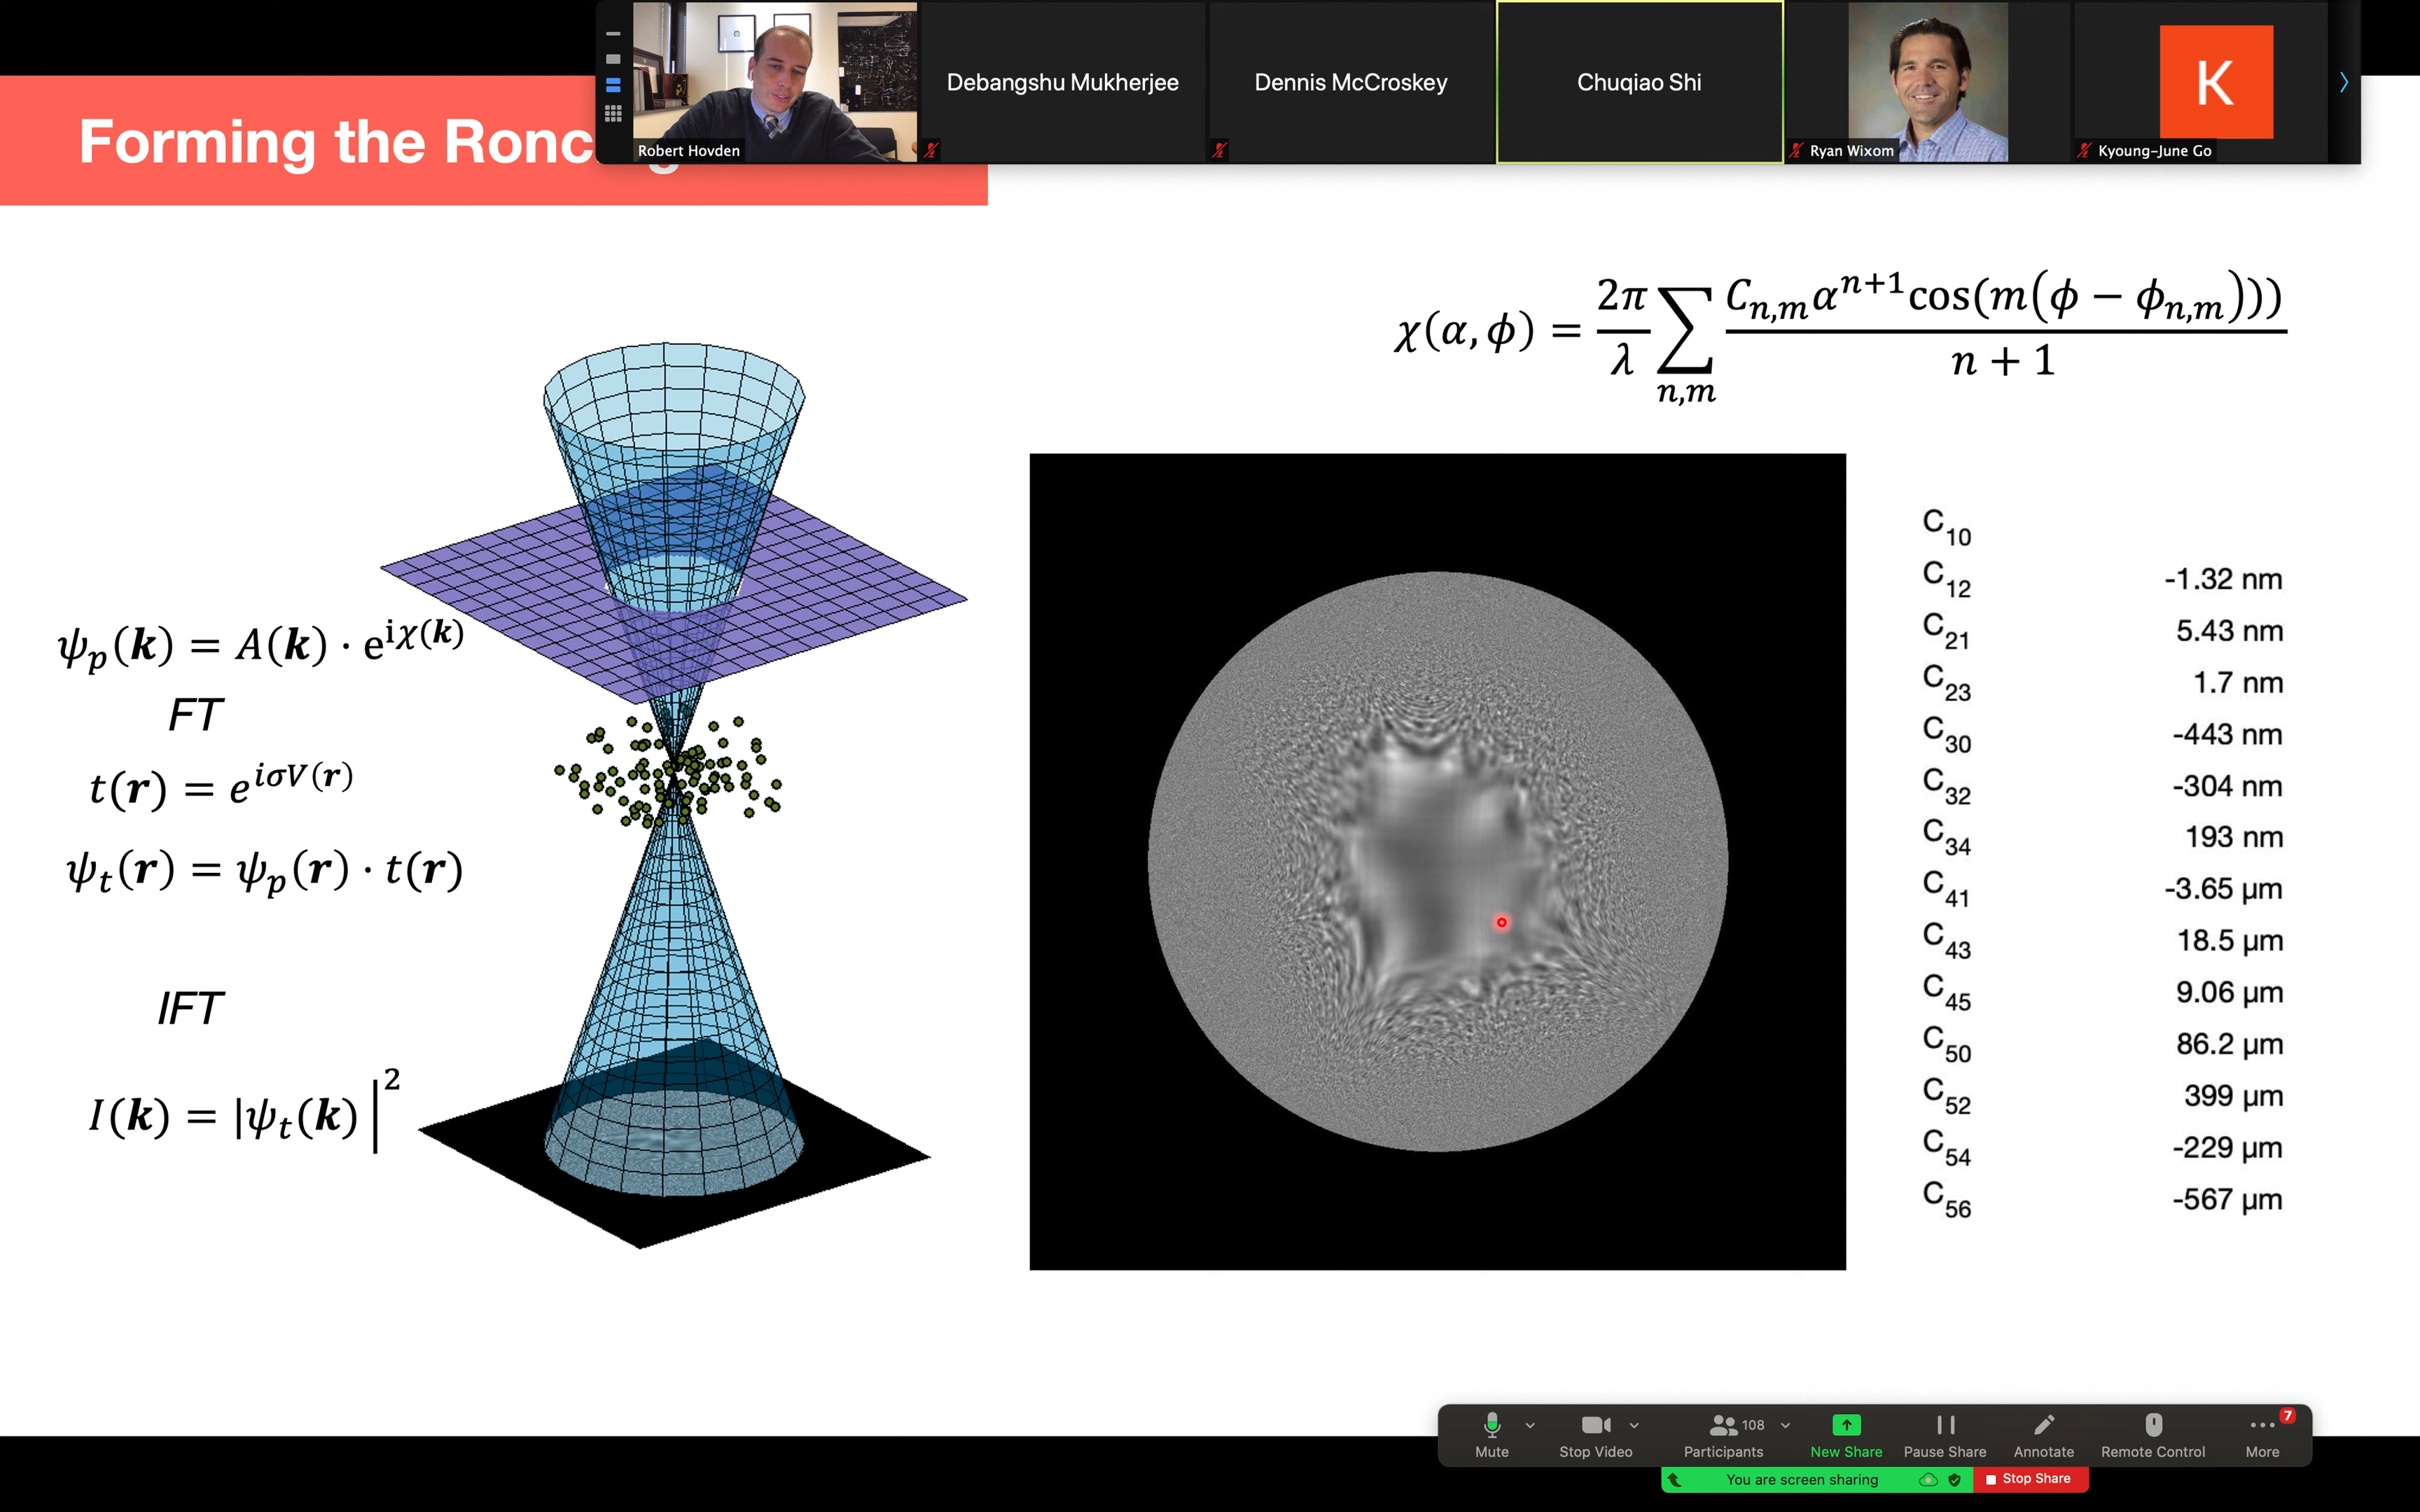 Robert Hovden
Debangshu Mukherjee
Dennis McCroskey
Chuqiao Shi
Ryan Wixom
K
Kyoung-June Go
Forming the Ronc
χ(α, ϕ) = 2π/λ ∑n,m Cn,m α^(n+1) cos(m(ϕ − ϕn,m))) / n + 1
ψp(k) = A(k) · e^iχ(k)
FT
t(r) = e^iσV(r)
ψt(r) = ψp(r) · t(r)
IFT
I(k) = |ψt(k)|²
C10
C12 -1.32 nm
C21 5.43 nm
C23 1.7 nm
C30 -443 nm
C32 -304 nm
C34 193 nm
C41 -3.65 µm
C43 18.5 µm
C45 9.06 µm
C50 86.2 µm
C52 399 µm
C54 -229 µm
C56 -567 µm
108
7
Mute
Stop Video
Participants
New Share
Pause Share
Annotate
Remote Control
More
You are screen sharing
Stop Share